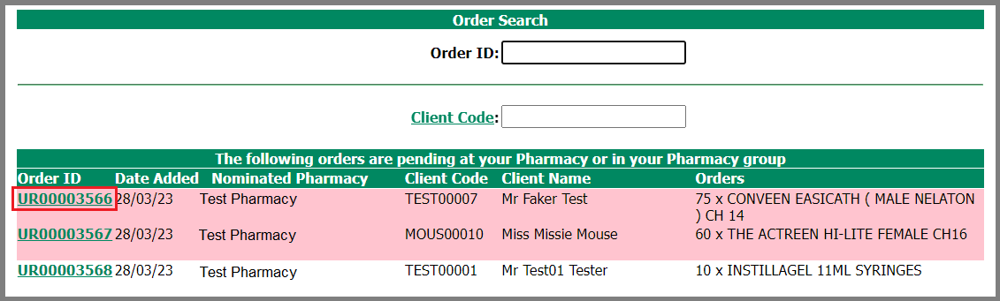 Order Search
Order ID:
Client Code:
The following orders are pending at your Pharmacy or in your Pharmacy group
Order ID Date Added Nominated Pharmacy Client Code Client Name Orders
UR00003566 28/03/23 Test Pharmacy TEST00007 Mr Faker Test 75 x CONVEEN EASICATH ( MALE NELATON
) CH 14
UR00003567 28/03/23 Test Pharmacy MOUS00010 Miss Missie Mouse 60 x THE ACTREEN HI-LITE FEMALE CH16
UR00003568 28/03/23 Test Pharmacy TEST00001 Mr Test01 Tester 10 x INSTILLAGEL 11ML SYRINGES